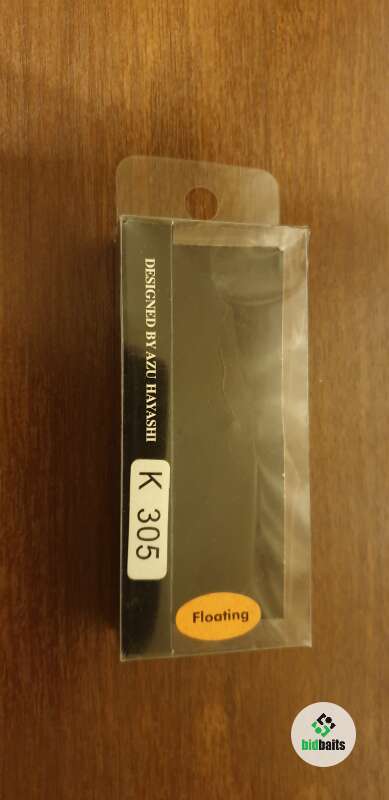 DESIGNED BY AZU HAYASHI
K 305
Floating
bidbaits